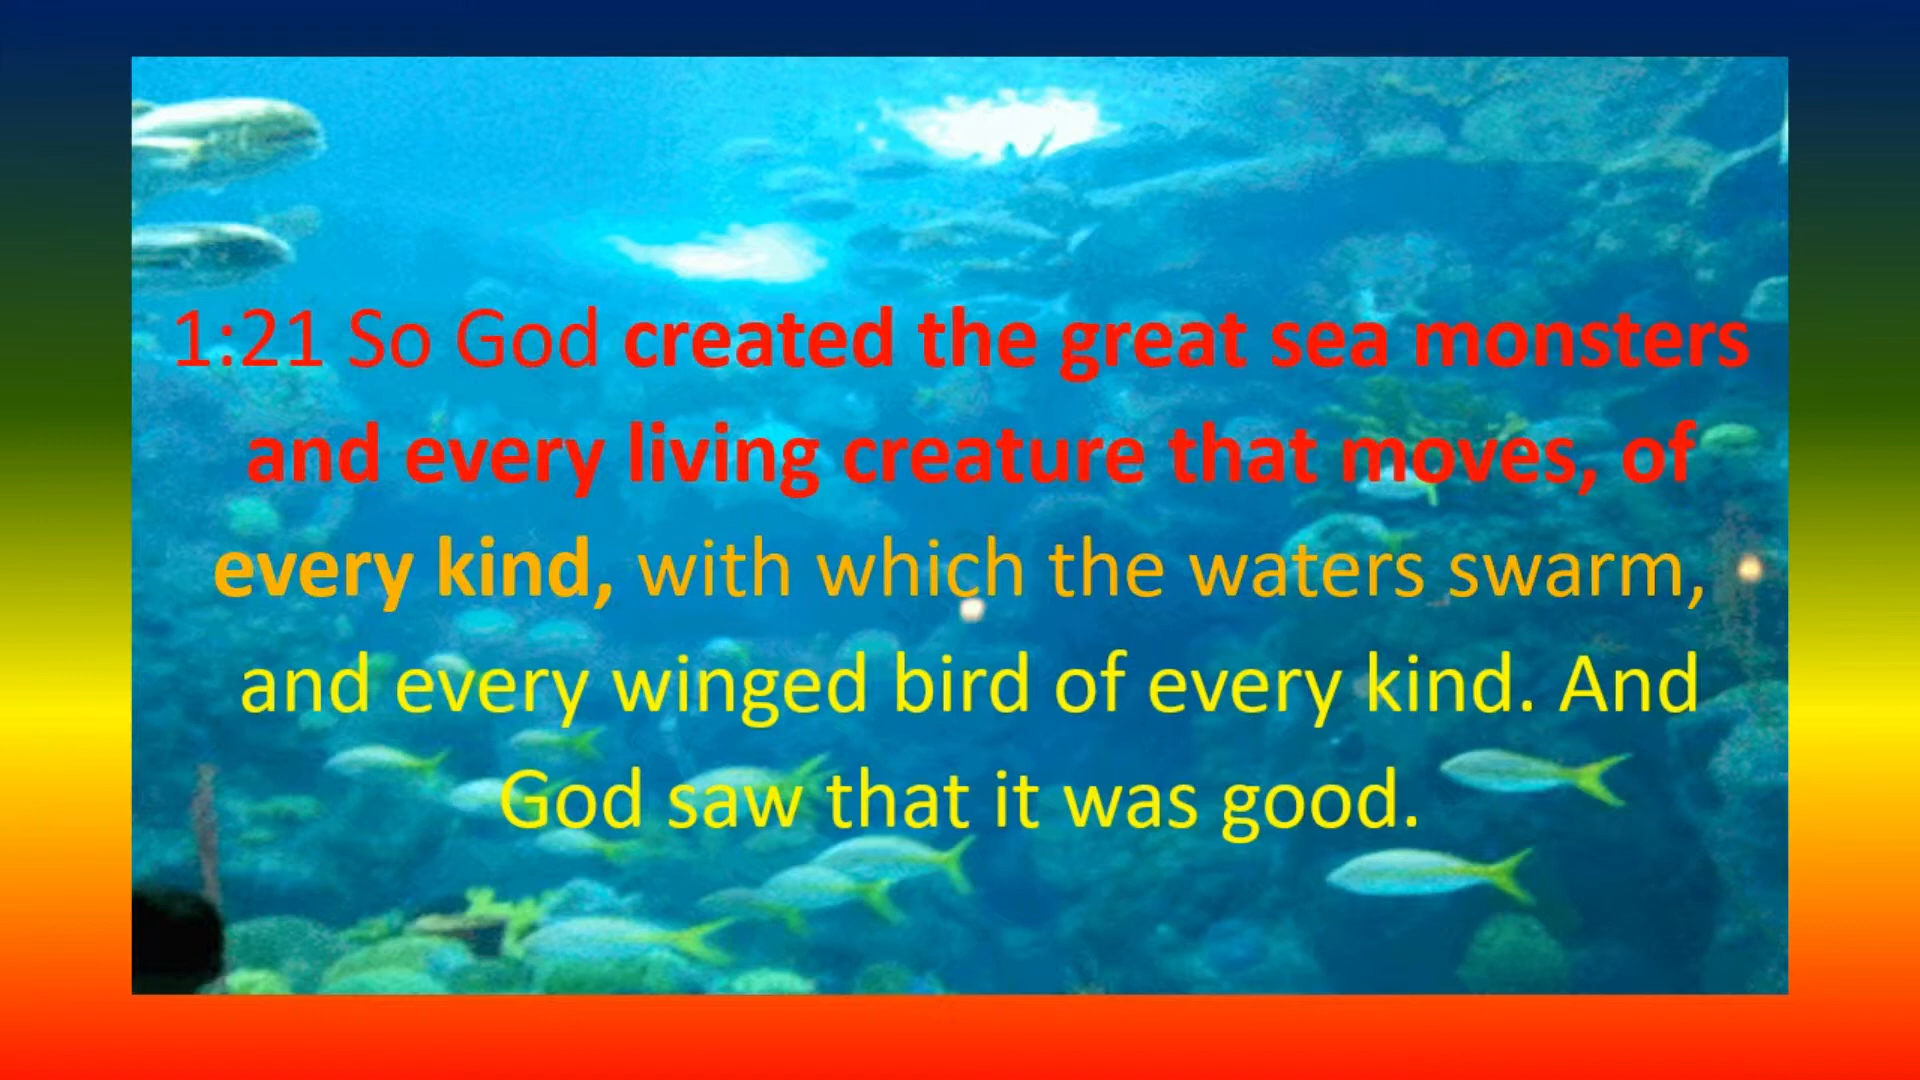 1:21 So God created the great sea monsters
and every living creature that moves, of
every kind, with which the waters swarm,
and every winged bird of every kind. And
God saw that it was good.